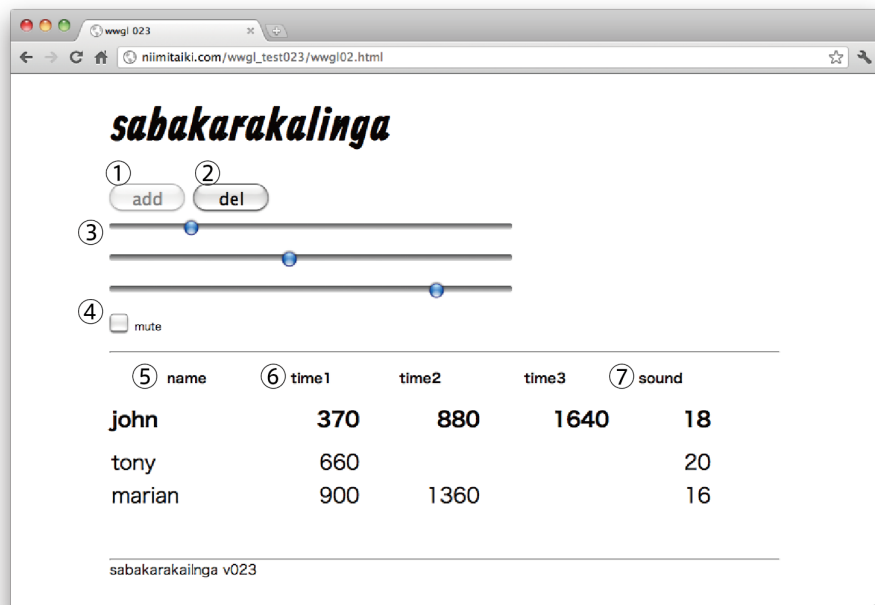 wwgl 023
niimitaiki.com/wwgl_test023/wwgl02.html
sabakarakalinga
① ②
add del
③
④ mute
⑤ name ⑥ time1 time2 time3 ⑦ sound
john 370 880 1640 18
tony 660 20
marian 900 1360 16
sabakarakailnga v023